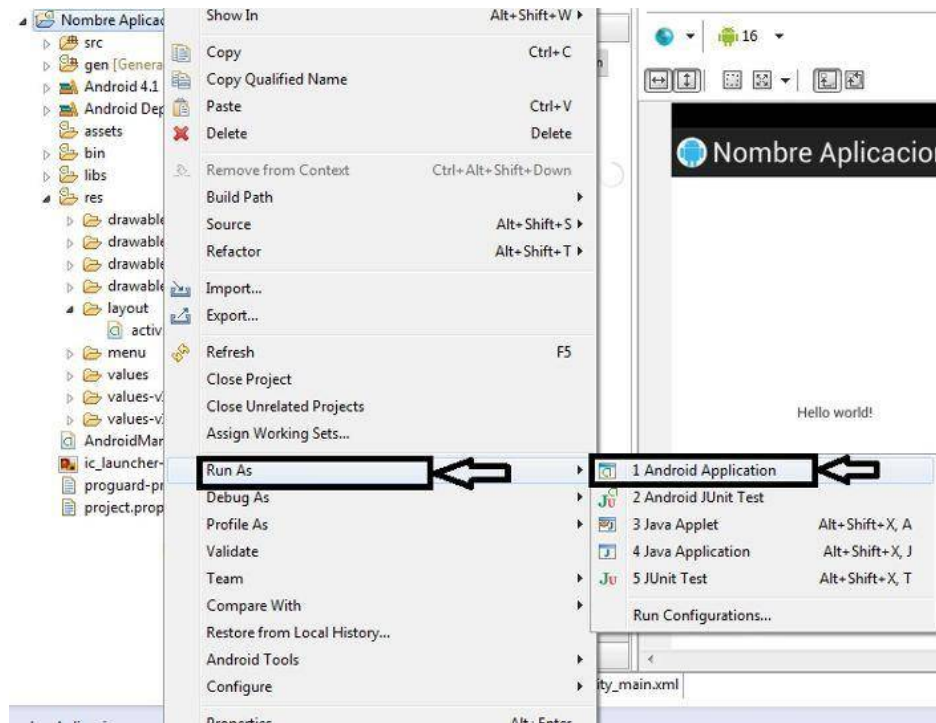 Nombre Aplicac
src
gen [Genera
Android 4.1
Android Dep
assets
bin
libs
res
drawable
drawable
drawable
drawable
layout
activ
menu
values
values-v
values-v
AndroidMar
ic_launcher-
proguard-pr
project.prop
Show In Alt+Shift+W
Copy Ctrl+C
Copy Qualified Name
Paste Ctrl+V
Delete Delete
Remove from Context Ctrl+Alt+Shift+Down
Build Path
Source Alt+Shift+S
Refactor Alt+Shift+T
Import...
Export...
Refresh F5
Close Project
Close Unrelated Projects
Assign Working Sets...
Run As
Debug As
Profile As
Validate
Team
Compare With
Restore from Local History...
Android Tools
Configure
Properties Alt+Enter
1 Android Application
2 Android JUnit Test
3 Java Applet Alt+Shift+X, A
4 Java Application Alt+Shift+X, J
5 JUnit Test Alt+Shift+X, T
Run Configurations...
16
Nombre Aplicacion
Hello world!
ity_main.xml